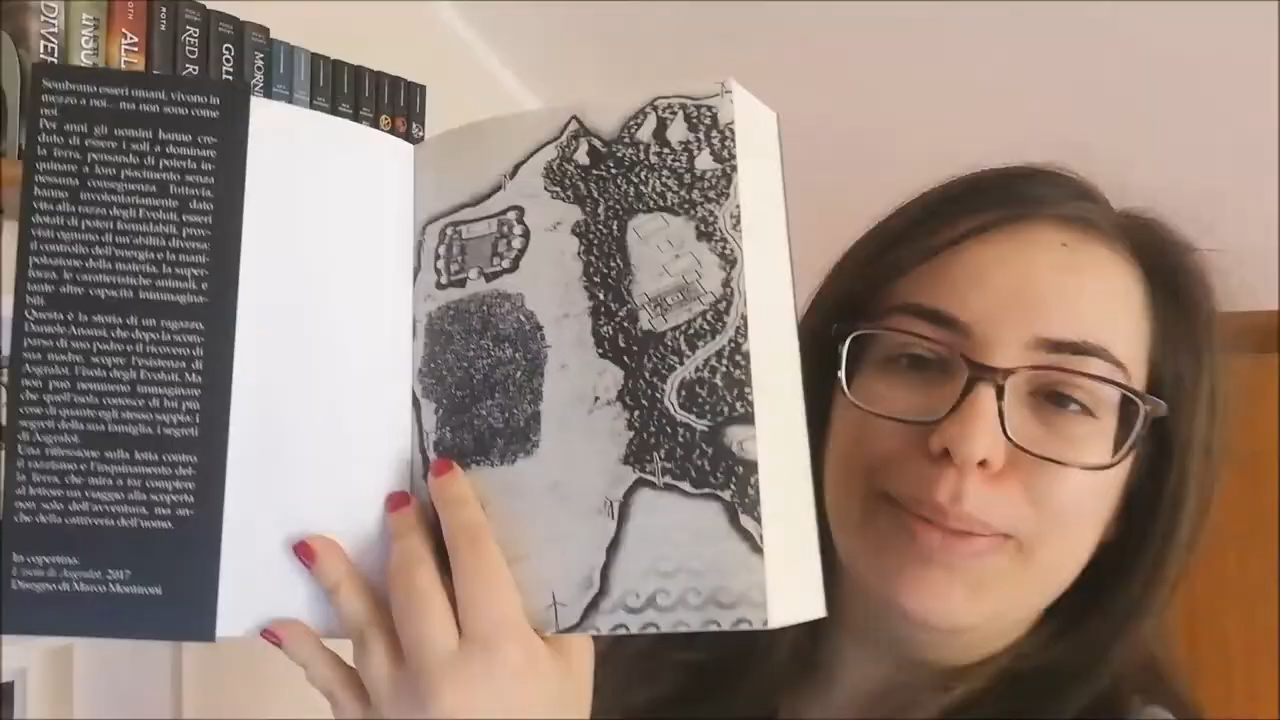 DIVER
INSU
ROTH
ALL
ROTH
RED R
GOL
MORNI
Sembrano esseri umani, vivono in
mezzo a noi... ma non sono come
noi.
Per anni gli uomini hanno cre-
duto di essere i soli a dominare
la Terra, pensando di poterla in-
quinare a loro piacimento senza
nessuna conseguenza. Tuttavia,
hanno involontariamente dato
vita alla razza degli Evoluti, esseri
dotati di poteri formidabili, prov-
visti ognuno di un'abilità diversa:
il controllo dell'energia e la mani-
polazione della materia, la super-
forza, le caratteristiche animali, e
tante altre capacità inimmagina-
bili.
Questa è la storia di un ragazzo,
Daniele Anansi, che dopo la scom-
parsa di suo padre e il ricovero di
sua madre, scopre l'esistenza di
Asgralot, l'isola degli Evoluti. Ma
non può nemmeno immaginare
che quell'isola conosce di lui più
cose di quante egli stesso sappia: i
segreti della sua famiglia, i segreti
di Asgralot.
Una riflessione sulla lotta contro
il razzismo e l'inquinamento del-
la Terra, che mira a far compiere
al lettore un viaggio alla scoperta
non solo dell'avventura, ma an-
che della cattiveria dell'uomo.
In copertina:
L'isola di Asgralot, 2017
Disegno di Marco Montironi